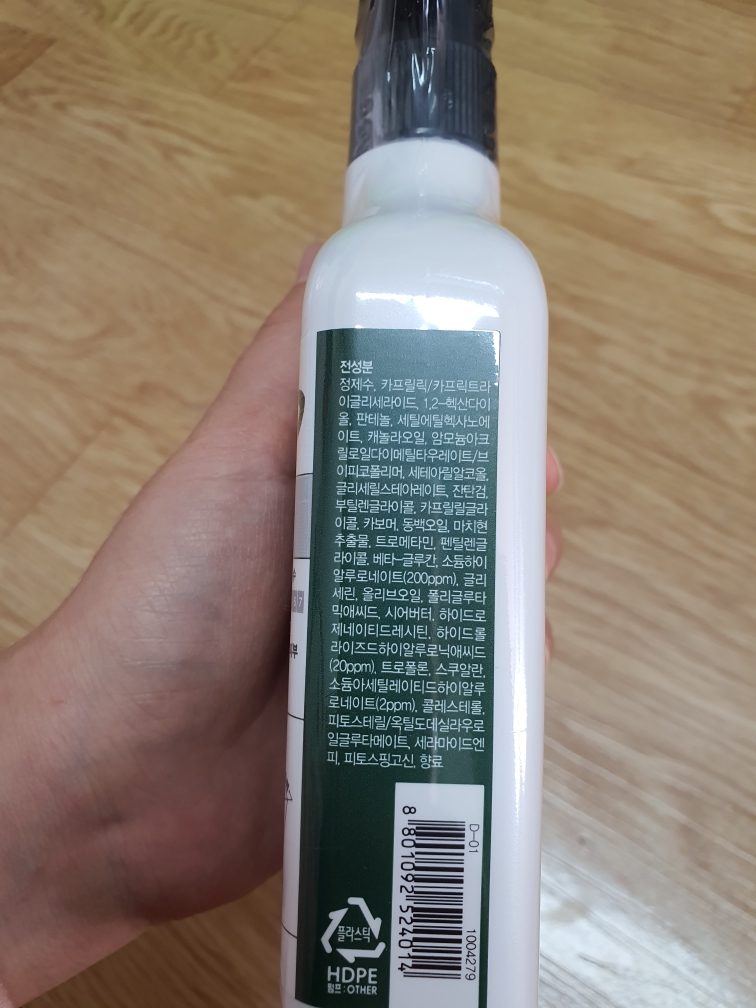 전성분
정제수, 카프릴릭/카프릭트라
이글리세라이드, 1,2-헥산다이
올, 판테놀, 세틸에틸헥사노에
이트, 캐놀라오일, 암모늄아크
릴로일다이메틸타우레이트/브
이피코폴리머, 세테아릴알코올,
글리세릴스테아레이트, 잔탄검,
부틸렌글라이콜, 카프릴릴글라
이콜, 카보머, 동백오일, 마치현
추출물, 트로메타민, 펜틸렌글
라이콜, 베타-글루칸, 소듐하이
알루로네이트(200ppm), 글리
세린, 올리브오일, 폴리글루타
믹애씨드, 시어버터, 하이드로
제네이티드레시틴, 하이드롤
라이즈드하이알루로닉애씨드
(20ppm), 트로폴론, 스쿠알란,
소듐아세틸레이티드하이알루
로네이트(2ppm), 콜레스테롤,
피토스테릴/옥틸도데실라우로
일글루타메이트, 세라마이드엔
피, 피토스핑고신, 향료
D-01
8 801092 524014
1004279
플라스틱
HDPE
펌프 : OTHER